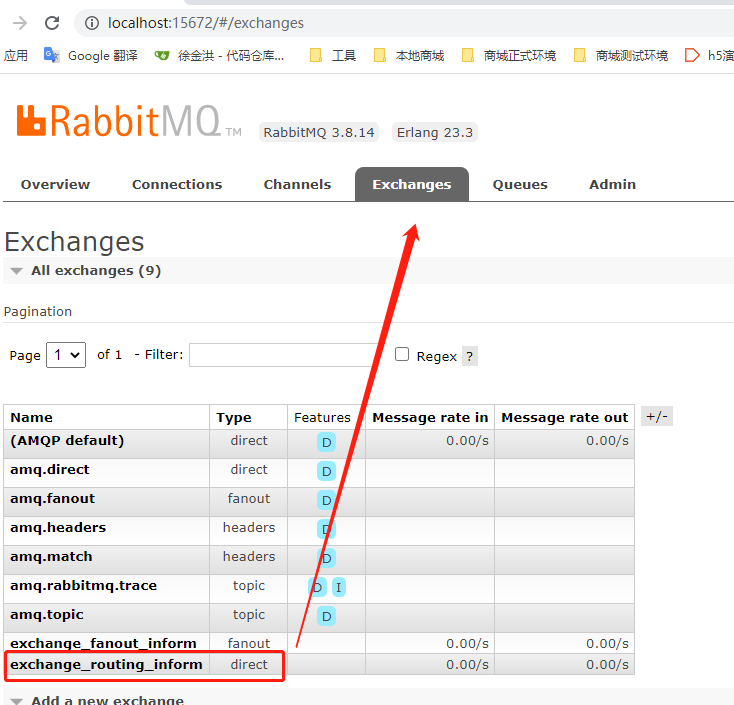 localhost:15672/#/exchanges
应用 Google 翻译 徐金洪 - 代码仓库... 工具 本地商城 商城正式环境 商城测试环境 h5演
RabbitMQ TM RabbitMQ 3.8.14 Erlang 23.3
Overview Connections Channels Exchanges Queues Admin
Exchanges
All exchanges (9)
Pagination
Page 1 of 1 - Filter: Regex ?
Name Type Features Message rate in Message rate out +/-
(AMQP default) direct D 0.00/s 0.00/s
amq.direct direct D
amq.fanout fanout D
amq.headers headers D
amq.match headers D
amq.rabbitmq.trace topic D I
amq.topic topic D
exchange_fanout_inform fanout 0.00/s 0.00/s
exchange_routing_inform direct 0.00/s 0.00/s
Add a new exchange